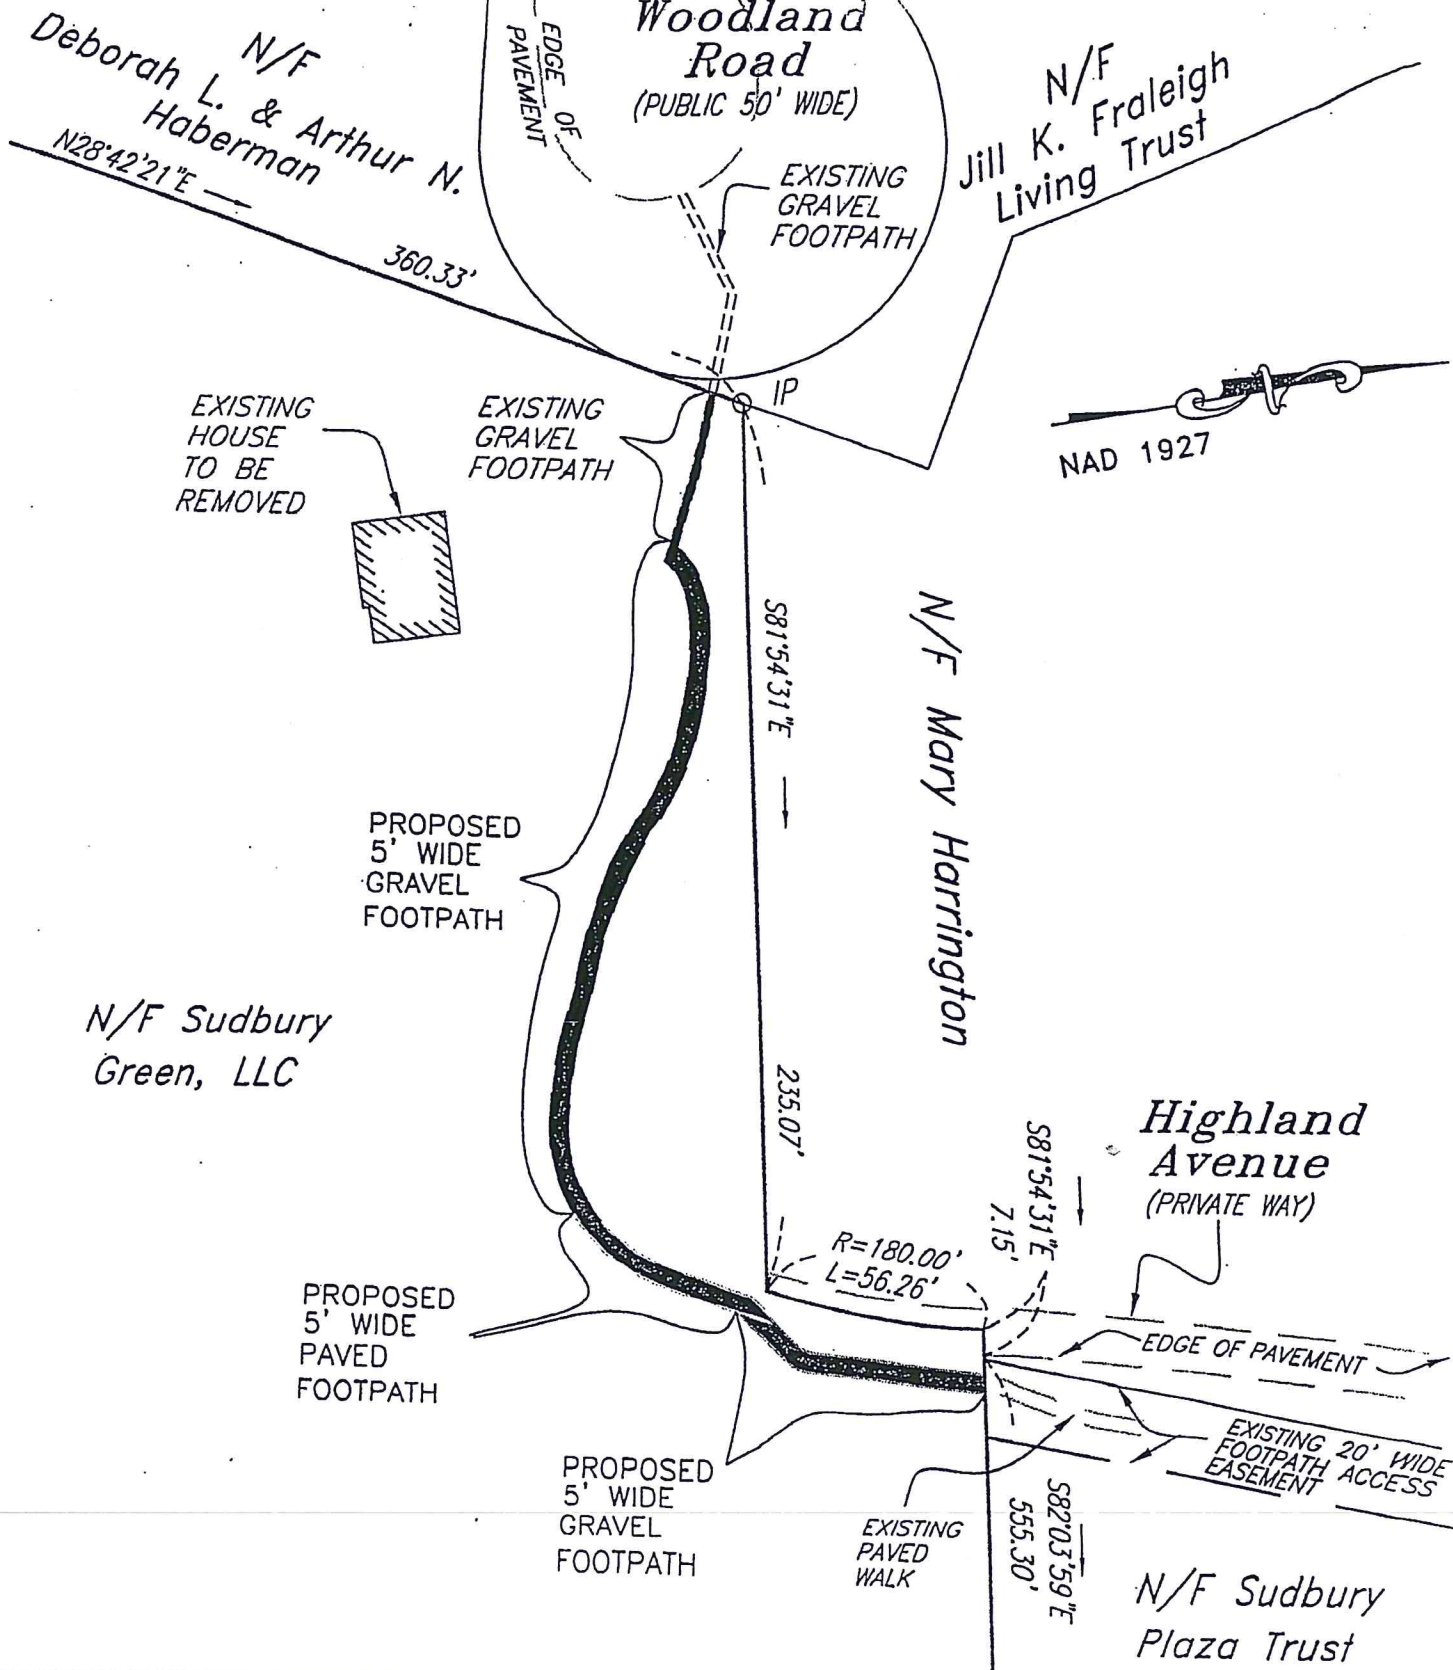 Woodland
Road
(PUBLIC 50' WIDE)
EDGE OF
PAVEMENT
N/F
Deborah L. & Arthur N.
Haberman
N28°42'21"E
360.33'
N/F
Jill K. Fraleigh
Living Trust
EXISTING
GRAVEL
FOOTPATH
IP
NAD 1927
EXISTING
HOUSE
TO BE
REMOVED
EXISTING
GRAVEL
FOOTPATH
S81°54'31"E
235.07'
N/F Mary Harrington
PROPOSED
5' WIDE
GRAVEL
FOOTPATH
N/F Sudbury
Green, LLC
Highland
Avenue
(PRIVATE WAY)
S81°54'31"E
7.15'
R=180.00'
L=56.26'
PROPOSED
5' WIDE
PAVED
FOOTPATH
EDGE OF PAVEMENT
EXISTING 20' WIDE
FOOTPATH ACCESS
EASEMENT
PROPOSED
5' WIDE
GRAVEL
FOOTPATH
EXISTING
PAVED
WALK
S82°03'59"E
555.30'
N/F Sudbury
Plaza Trust